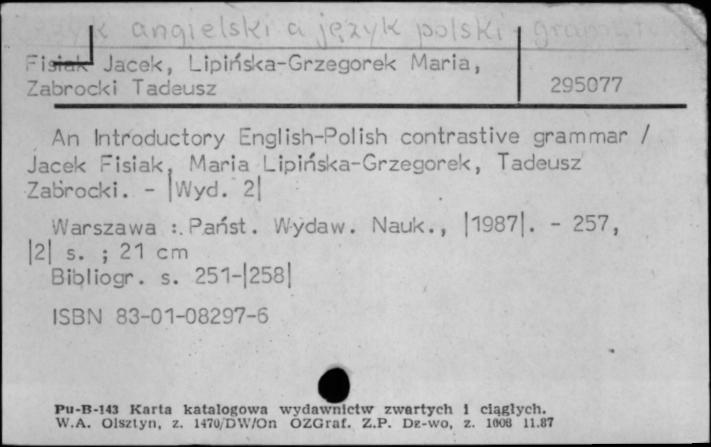 język angielski a język polski - gramatyka
Fisiak Jacek, Lipińska-Grzegorek Maria,
Zabrocki Tadeusz
295077
An Introductory English-Polish contrastive grammar /
Jacek Fisiak, Maria Lipińska-Grzegorek, Tadeusz
Zabrocki. - |Wyd. 2|
Warszawa : Państ. Wydaw. Nauk., |1987|. - 257,
|2| s. ; 21 cm
Bibliogr. s. 251-|258|
ISBN 83-01-08297-6
Pu-B-143 Karta katalogowa wydawnictw zwartych i ciągłych.
W.A. Olsztyn, z. 1470/DW/On OZGraf. Z.P. Dz-wo, z. 1008 11.87